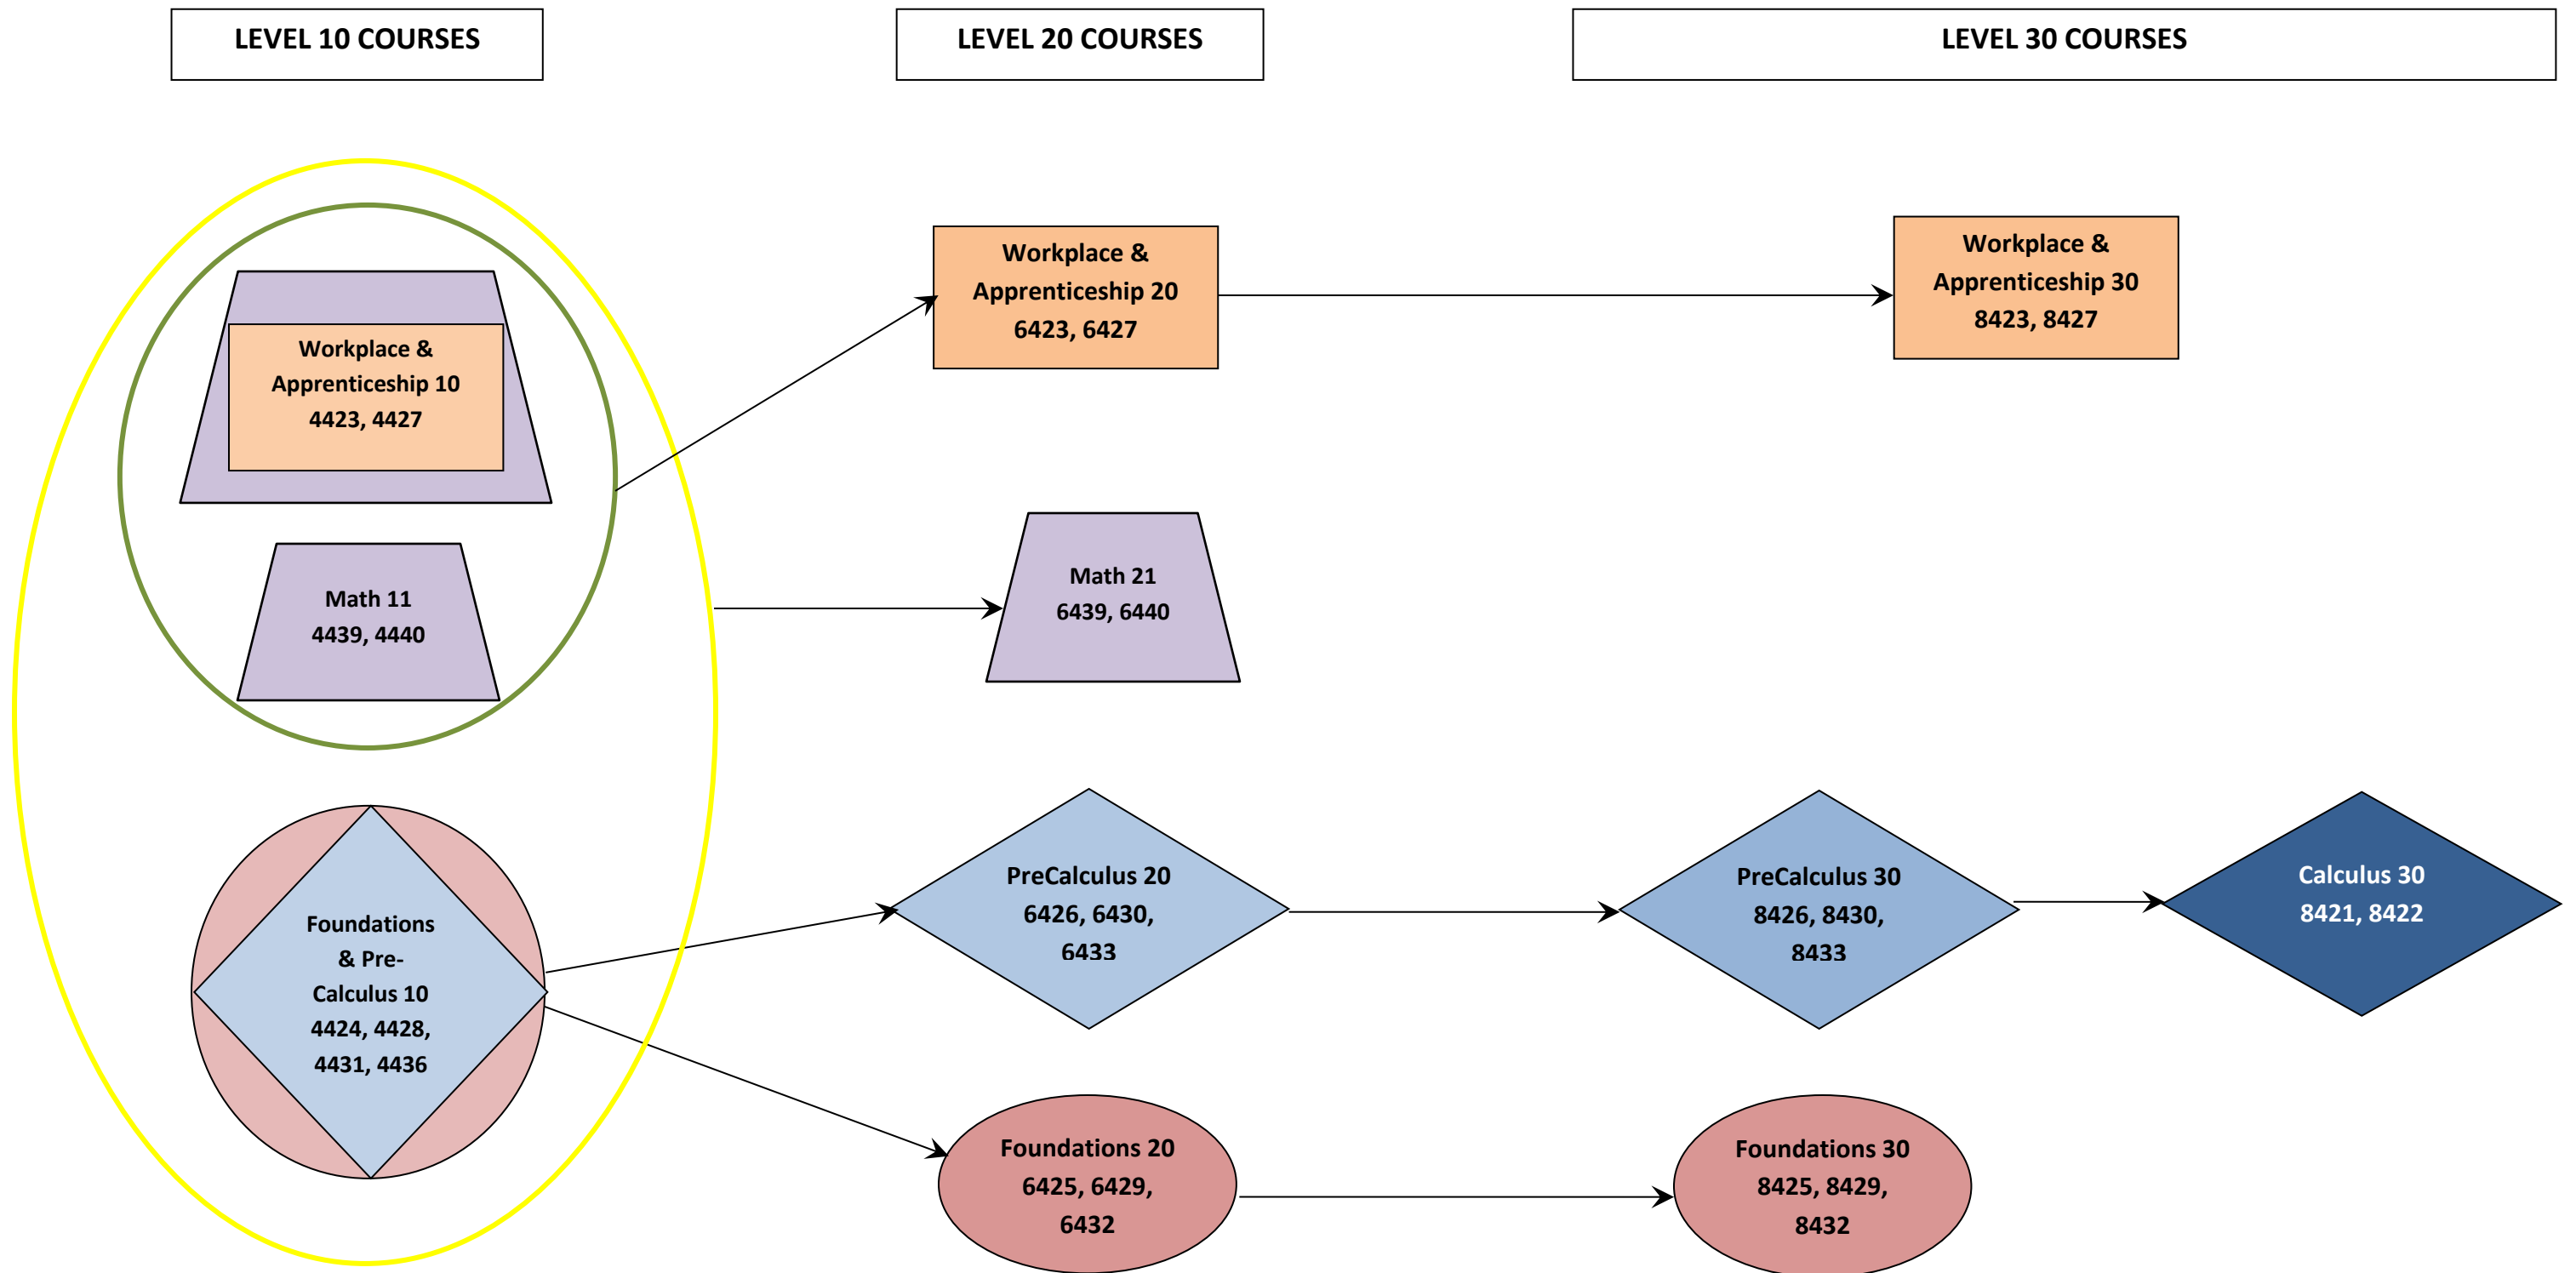 LEVEL 10 COURSES
LEVEL 20 COURSES
LEVEL 30 COURSES
Workplace &
Apprenticeship 10
4423, 4427
Workplace &
Apprenticeship 20
6423, 6427
Workplace &
Apprenticeship 30
8423, 8427
Math 11
4439, 4440
Math 21
6439, 6440
Foundations
& Pre-
Calculus 10
4424, 4428,
4431, 4436
PreCalculus 20
6426, 6430,
6433
PreCalculus 30
8426, 8430,
8433
Calculus 30
8421, 8422
Foundations 20
6425, 6429,
6432
Foundations 30
8425, 8429,
8432